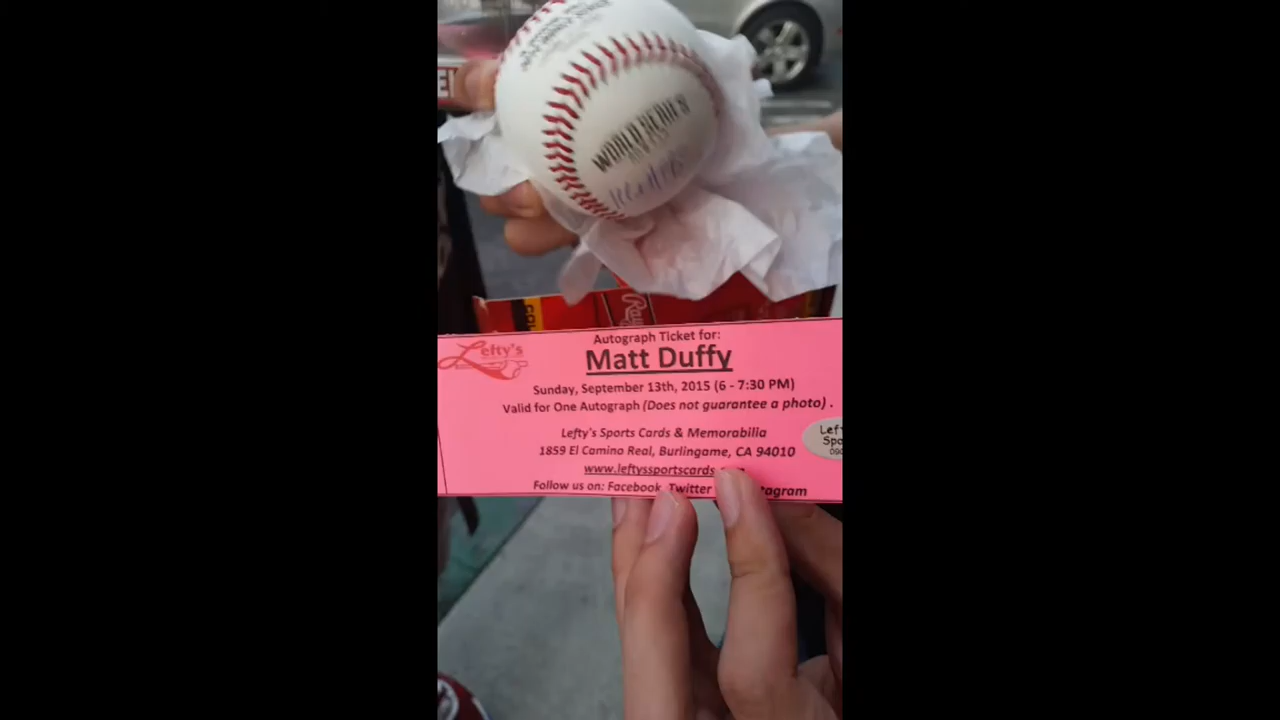 WORLD SERIES
Autograph Ticket for:
Lefty's
Matt Duffy
Sunday, September 13th, 2015 (6 - 7:30 PM)
Valid for One Autograph (Does not guarantee a photo) .
Lefty's Sports Cards & Memorabilia
1859 El Camino Real, Burlingame, CA 94010
www.leftyssportscards
Follow us on: Facebook, Twitter